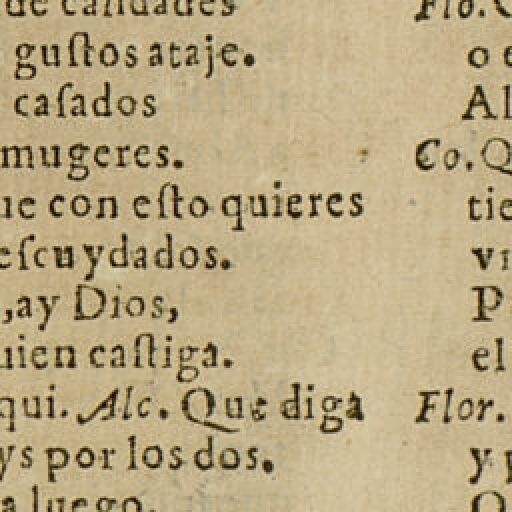 de calidades
gustos ataje.
casados
mugeres.
ue con esto quieres
escuydados.
,ay Dios,
uien castiga.
qui. Alc. Que diga
ys por los dos.
a luego.
Flo.
o e
Al
Co. Q
tie
vi
P
el
Flor.
y
Q